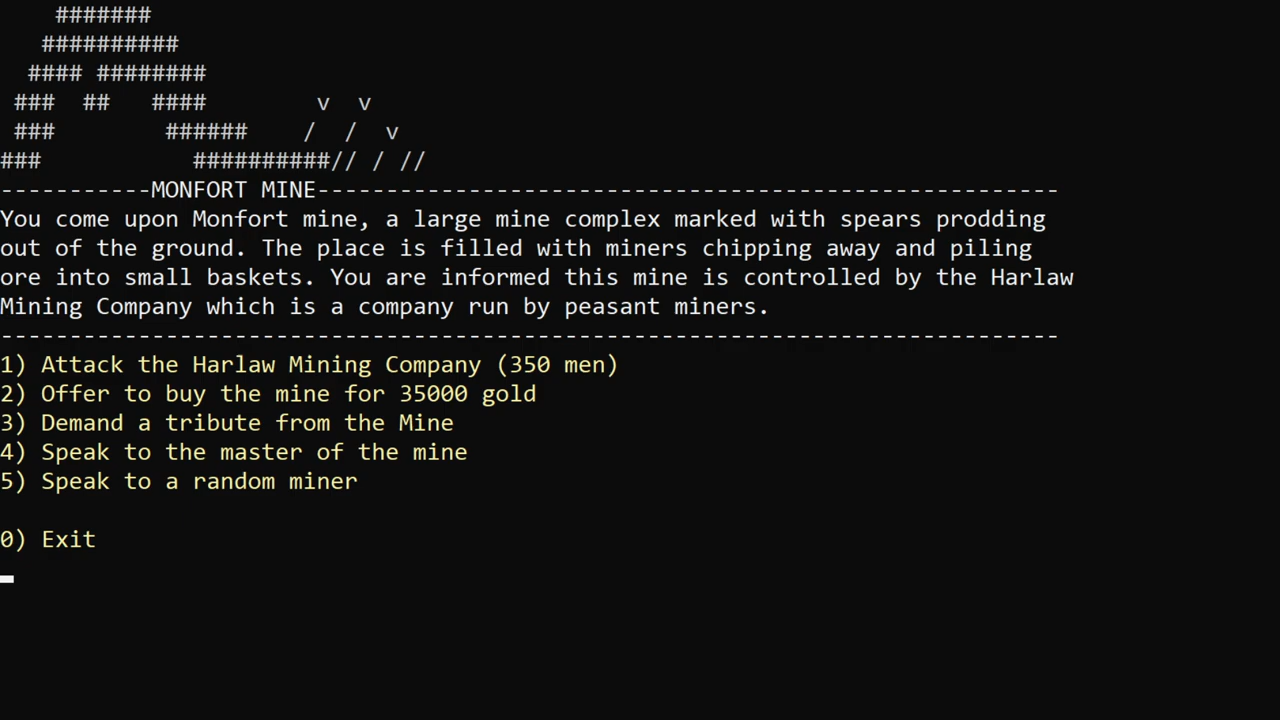 #######
   ##########
  #### ########
 ###  ##   ####        v  v
 ###        ######    /  /  v
###           ##########// / //
-----------MONFORT MINE------------------------------------------------------
You come upon Monfort mine, a large mine complex marked with spears prodding
out of the ground. The place is filled with miners chipping away and piling
ore into small baskets. You are informed this mine is controlled by the Harlaw
Mining Company which is a company run by peasant miners.
-----------------------------------------------------------------------------
1) Attack the Harlaw Mining Company (350 men)
2) Offer to buy the mine for 35000 gold
3) Demand a tribute from the Mine
4) Speak to the master of the mine
5) Speak to a random miner
0) Exit